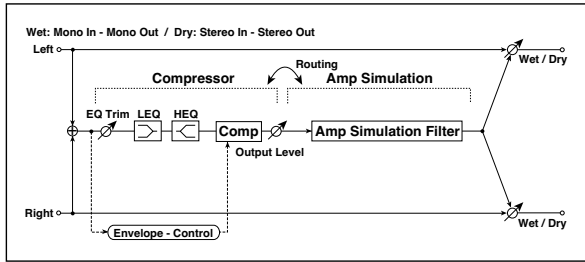 Wet: Mono In - Mono Out / Dry: Stereo In - Stereo Out
Left
Wet / Dry
Routing
Compressor
Amp Simulation
EQ Trim
LEQ
HEQ
Comp
Output Level
Amp Simulation Filter
Right
Wet / Dry
Envelope - Control